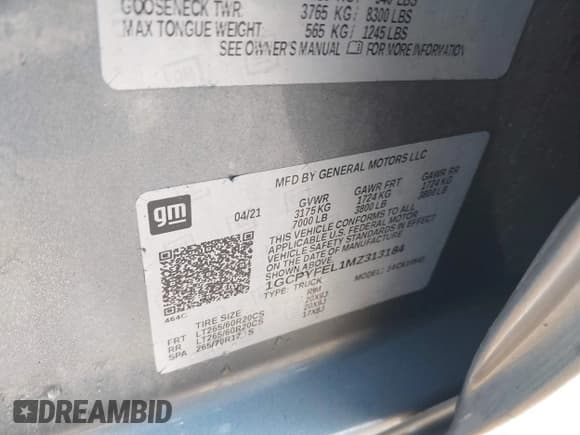 GOOSENECK TWR: 3765 KG / 8300 LBS
MAX TONGUE WEIGHT: 565 KG / 1245 LBS
SEE OWNER'S MANUAL FOR MORE INFORMATION
MFD BY GENERAL MOTORS LLC
gm
04/21
GVWR GAWR FRT GAWR RR
3175 KG 1724 KG 1724 KG
7000 LB 3800 LB 3800 LB
THIS VEHICLE CONFORMS TO ALL APPLICABLE
U.S. FEDERAL MOTOR VEHICLE SAFETY
STANDARDS IN EFFECT ON THE DATE OF
MANUFACTURE SHOWN ABOVE.
1GCPYFEL1MZ313184
TYPE: TRUCK MODEL:
464C
TIRE SIZE RIM
FRT LT265/60R20CS 20X9J
RR LT265/60R20CS 20X9J
SPA 265/70R17 S 17X8J
DREAMBID